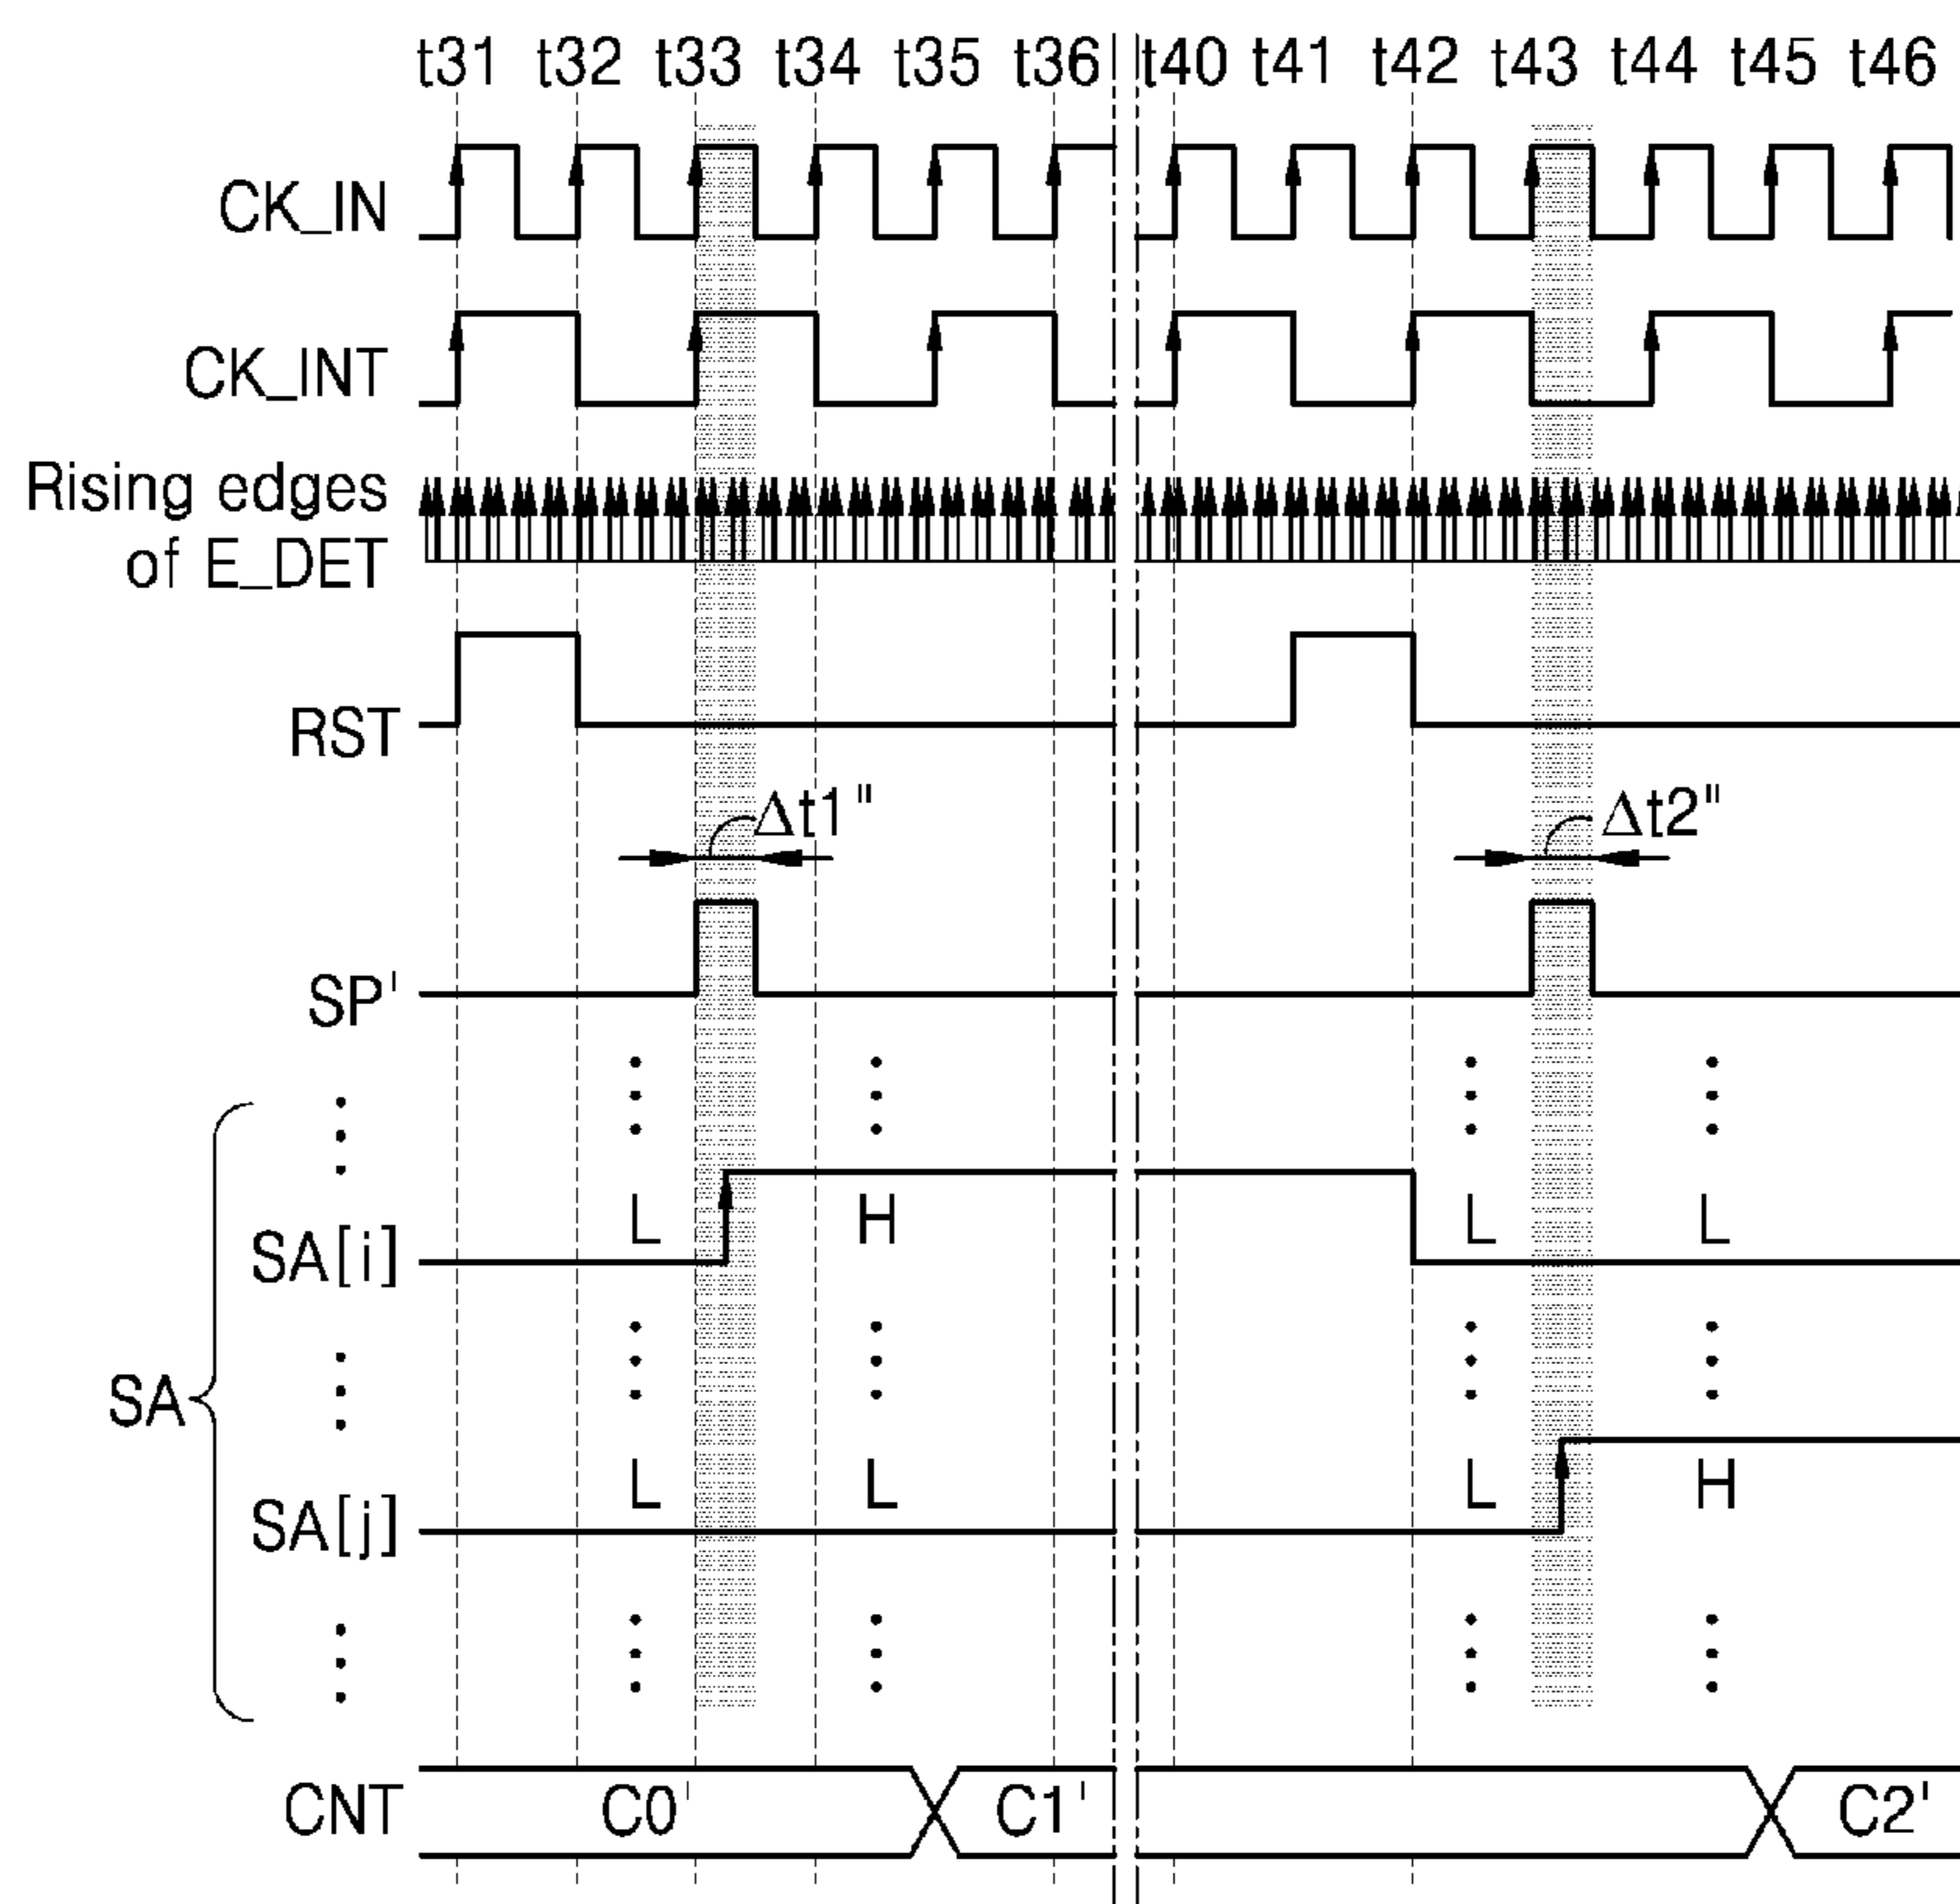 t31 t32 t33 t34 t35 t36 t40 t41 t42 t43 t44 t45 t46
CK_IN
CK_INT
Rising edges
of E_DET
RST
Δt1" Δt2"
SP'
L H L L
SA[i]
SA
L L L H
SA[j]
CNT C0' C1' C2'